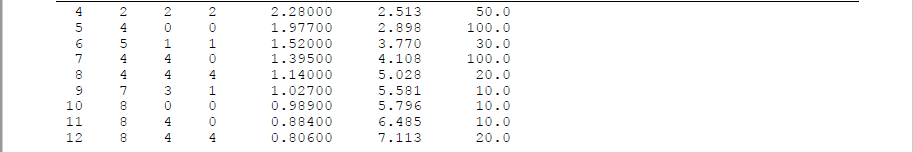 4 2 2 2 2.28000 2.513 50.0
5 4 0 0 1.97700 2.898 100.0
6 5 1 1 1.52000 3.770 30.0
7 4 4 0 1.39500 4.108 100.0
8 4 4 4 1.14000 5.028 20.0
9 7 3 1 1.02700 5.581 10.0
10 8 0 0 0.98900 5.796 10.0
11 8 4 0 0.88400 6.485 10.0
12 8 4 4 0.80600 7.113 20.0